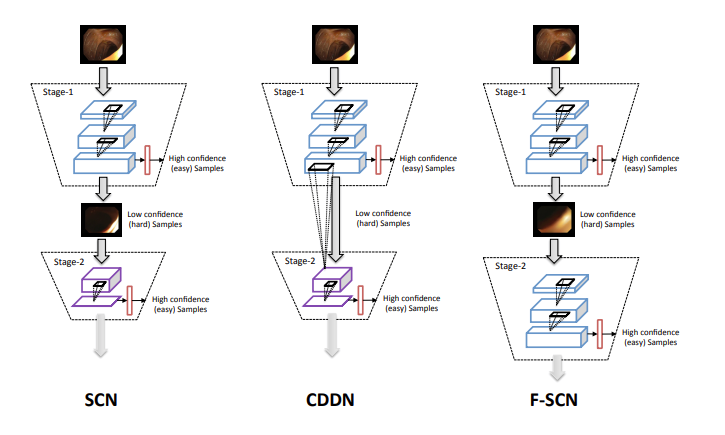 Stage-1
High confidence
(easy) Samples
Low confidence
(hard) Samples
Stage-2
High confidence
(easy) Samples
SCN
Stage-1
High confidence
(easy) Samples
Low confidence
(hard) Samples
Stage-2
High confidence
(easy) Samples
CDDN
Stage-1
High confidence
(easy) Samples
Low confidence
(hard) Samples
Stage-2
High confidence
(easy) Samples
F-SCN